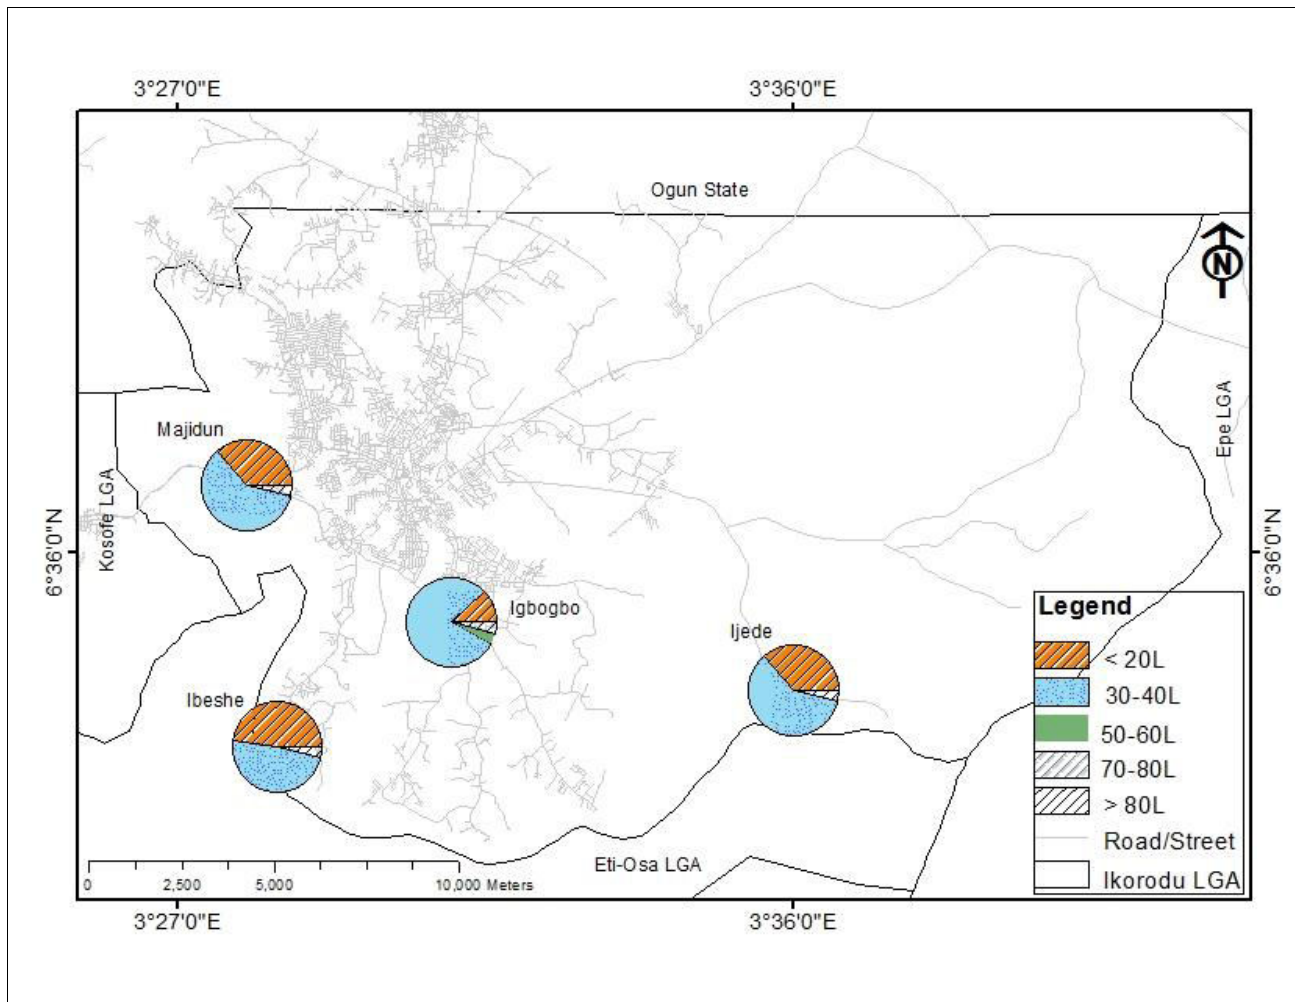 3°27'0"E
3°36'0"E
Ogun State
N
Majidun
Kosofe LGA
Epe LGA
6°36'0"N
6°36'0"N
Igbogbo
Ijede
Ibeshe
Legend
< 20L
30-40L
50-60L
70-80L
> 80L
Road/Street
Ikorodu LGA
Eti-Osa LGA
0 2,500 5,000 10,000 Meters
3°27'0"E
3°36'0"E